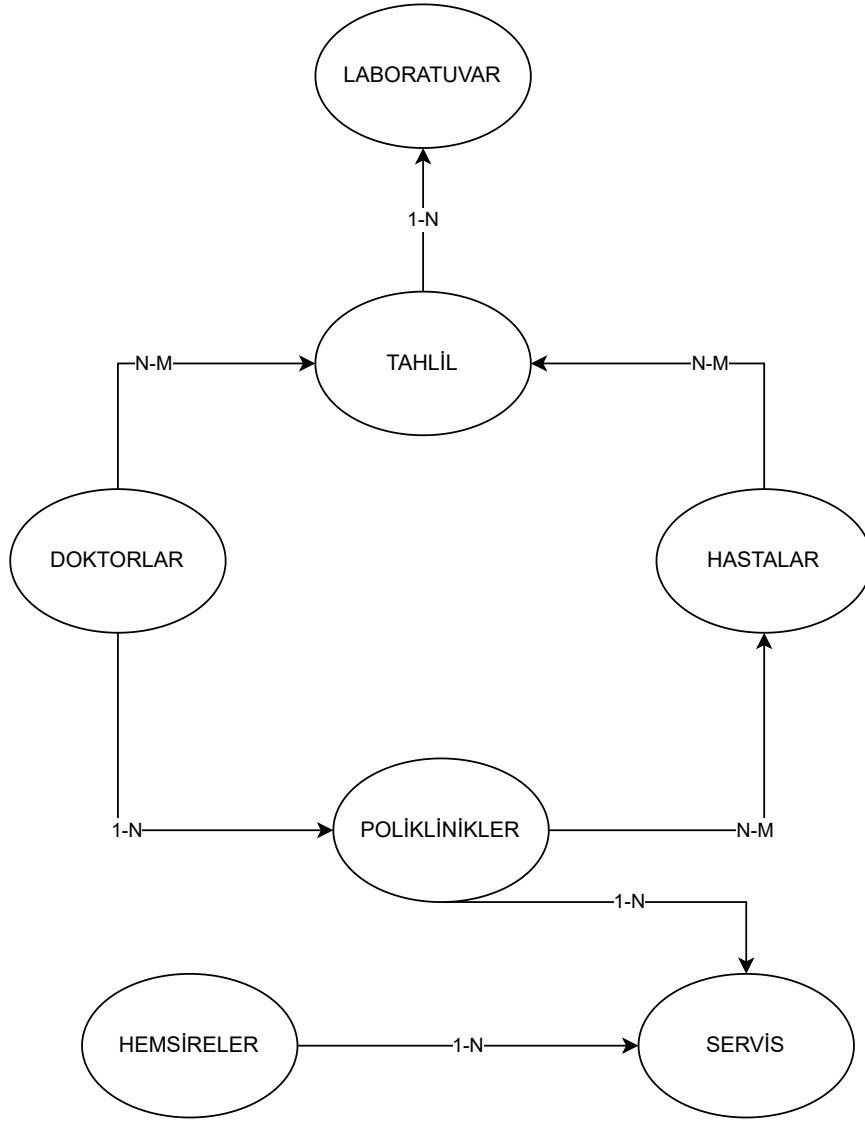 LABORATUVAR
1-N
TAHLİL
N-M
N-M
DOKTORLAR
HASTALAR
1-N
POLİKLİNİKLER
N-M
1-N
HEMSİRELER
1-N
SERVİS